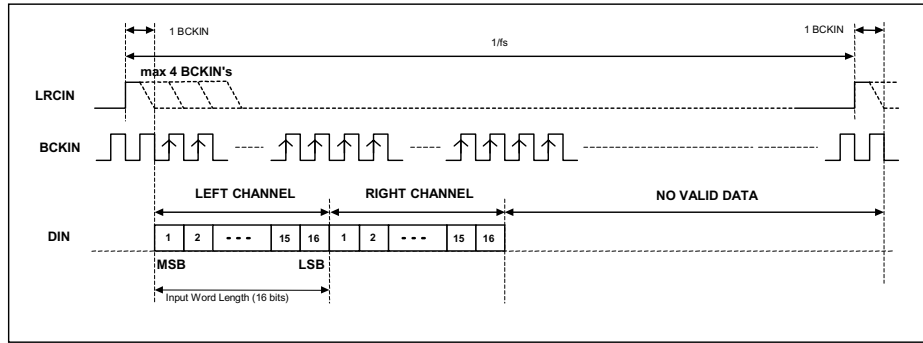 1 BCKIN
1 BCKIN
1/fs
max 4 BCKIN's
LRCIN
BCKIN
LEFT CHANNEL
RIGHT CHANNEL
NO VALID DATA
DIN
1 2 - - - 15 16 1 2 - - - 15 16
MSB
LSB
Input Word Length (16 bits)